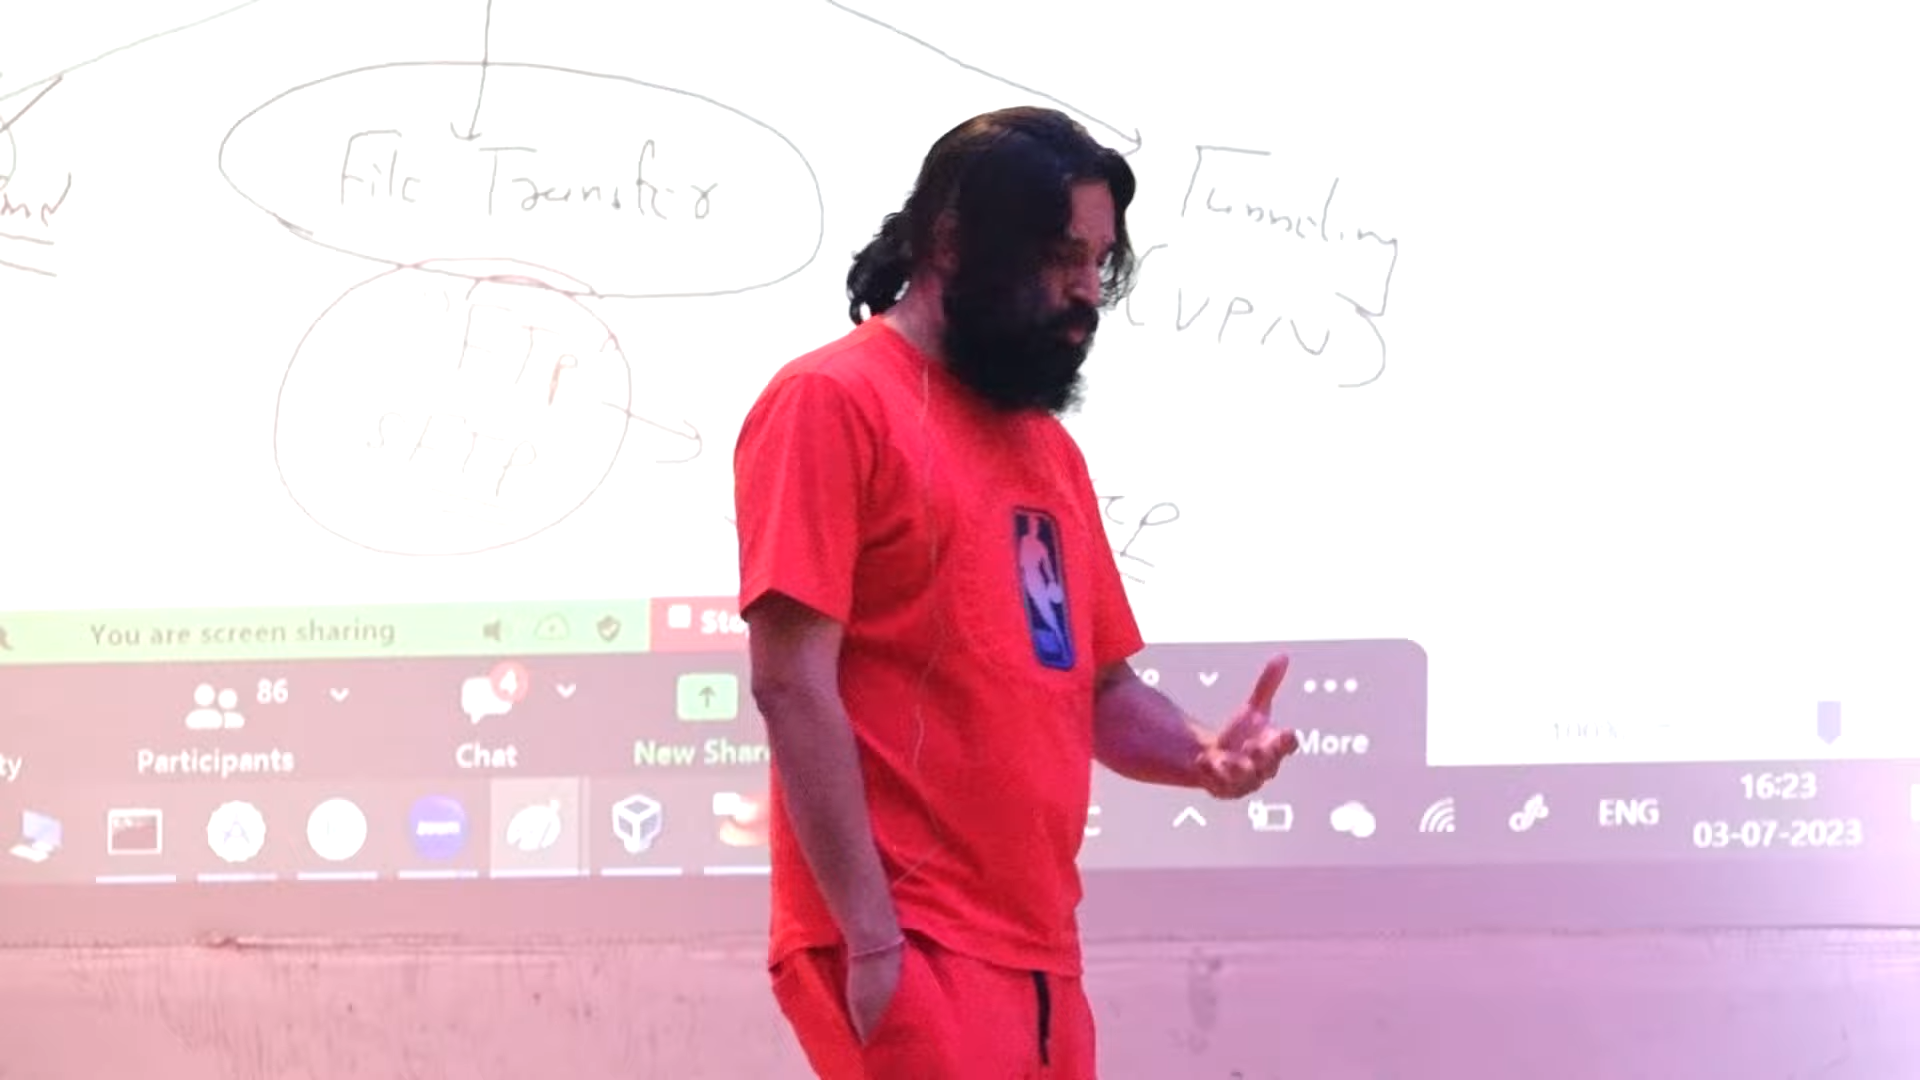 File Transfer
Tunneling
(VPN)
FTP
SFTP
You are screen sharing
86
4
Participants
Chat
New Shar
More
ENG
16:23
03-07-2023